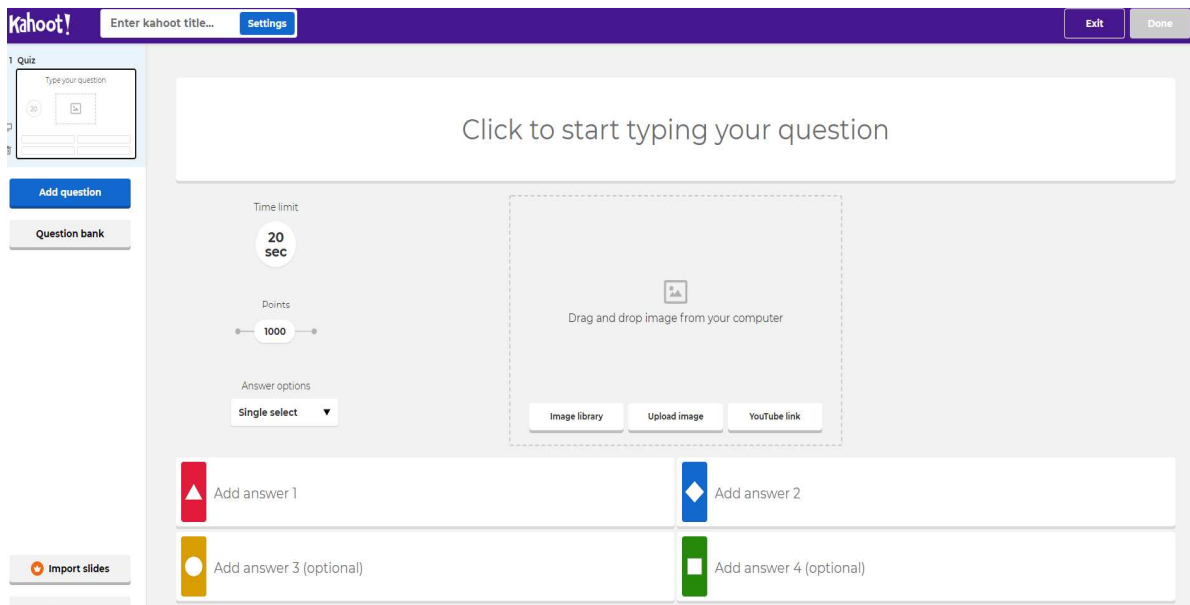 Kahoot!
Enter kahoot title...
Settings
Exit
Done
1 Quiz
Type your question
20
Add question
Question bank
Click to start typing your question
Time limit
20
sec
Points
1000
Answer options
Single select
Drag and drop image from your computer
Image library
Upload image
YouTube link
Add answer 1
Add answer 2
Add answer 3 (optional)
Add answer 4 (optional)
Import slides